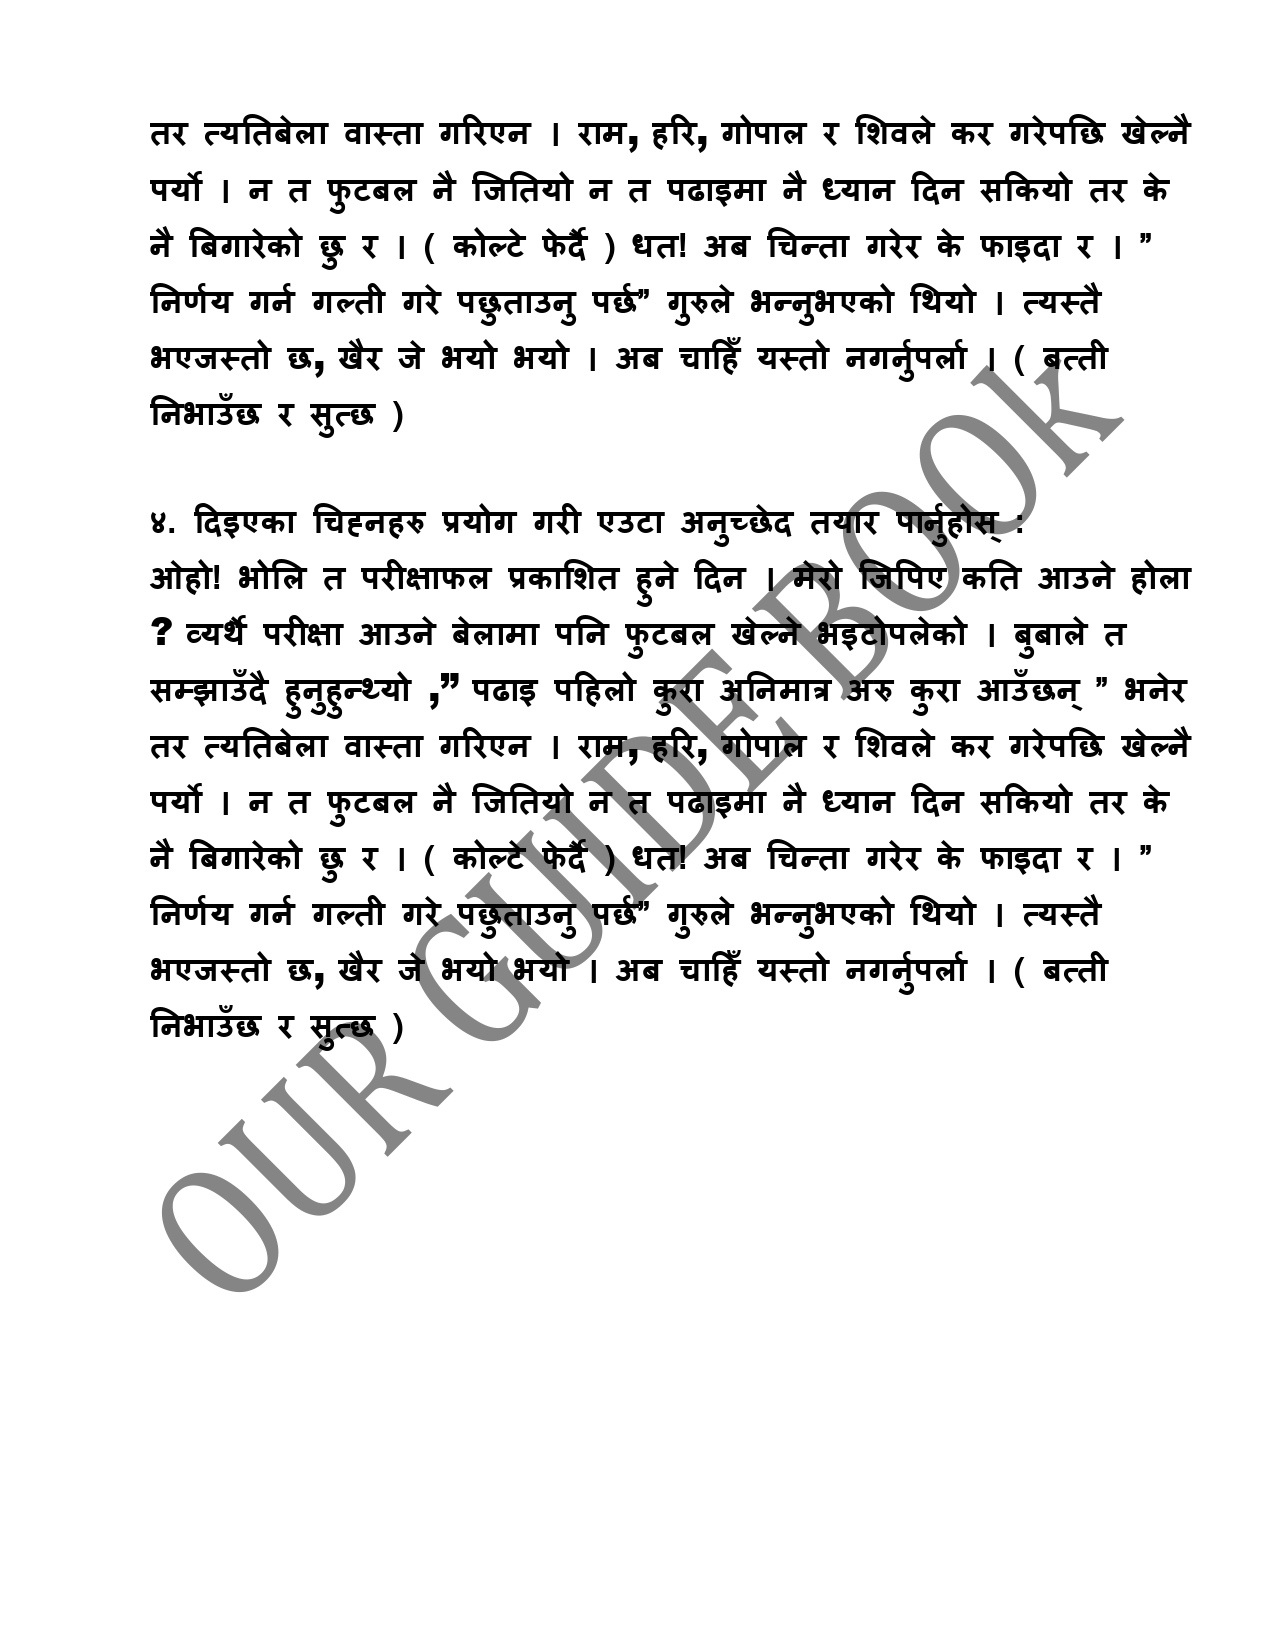 तर त्यतिबेला वास्ता गरिएन । राम, हरि, गोपाल र शिवले कर गरेपछि खेल्नै
पर्यो । न त फुटबल नै जितियो न त पढाइमा नै ध्यान दिन सकियो तर के
नै बिगारेको छु र । ( कोल्टे फेर्दै ) धत! अब चिन्ता गरेर के फाइदा र । ”
निर्णय गर्न गल्ती गरे पछुताउनु पर्छ” गुरुले भन्नुभएको थियो । त्यस्तै
भएजस्तो छ, खैर जे भयो भयो । अब चाहिँ यस्तो नगर्नुपर्ला । ( बत्ती
निभाउँछ र सुत्छ )
४. दिइएका चिह्नहरु प्रयोग गरी एउटा अनुच्छेद तयार पार्नुहोस् :
ओहो! भोलि त परीक्षाफल प्रकाशित हुने दिन । मेरो जिपिए कति आउने होला
? व्यर्थै परीक्षा आउने बेलामा पनि फुटबल खेल्ने भइटोपलेको । बुबाले त
सम्झाउँदै हुनुहुन्थ्यो ,” पढाइ पहिलो कुरा अनिमात्र अरु कुरा आउँछन् ” भनेर
तर त्यतिबेला वास्ता गरिएन । राम, हरि, गोपाल र शिवले कर गरेपछि खेल्नै
पर्यो । न त फुटबल नै जितियो न त पढाइमा नै ध्यान दिन सकियो तर के
नै बिगारेको छु र । ( कोल्टे फेर्दै ) धत! अब चिन्ता गरेर के फाइदा र । ”
निर्णय गर्न गल्ती गरे पछुताउनु पर्छ” गुरुले भन्नुभएको थियो । त्यस्तै
भएजस्तो छ, खैर जे भयो भयो । अब चाहिँ यस्तो नगर्नुपर्ला । ( बत्ती
निभाउँछ र सुत्छ )
OUR GUIDE BOOk